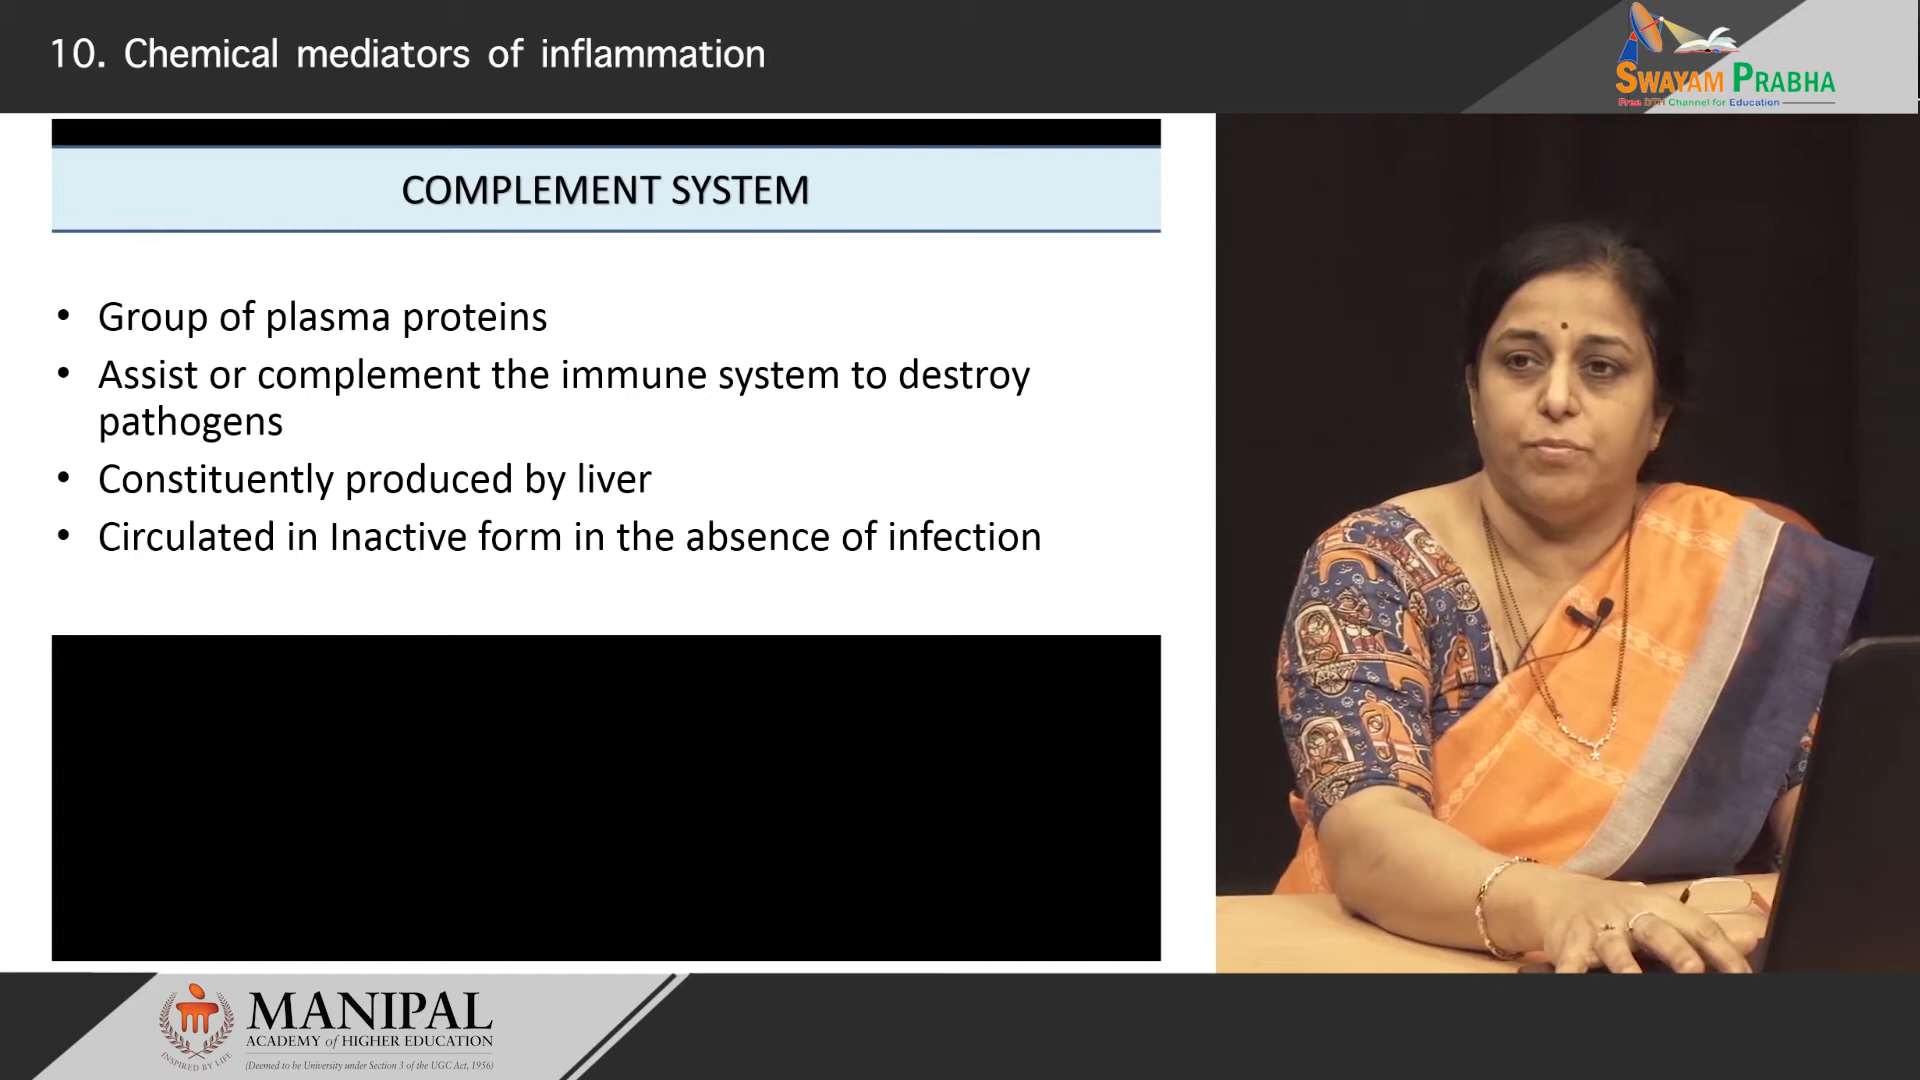 10. Chemical mediators of inflammation
SWAYAM PRABHA
Free DTH Channel for Education
COMPLEMENT SYSTEM
• Group of plasma proteins
• Assist or complement the immune system to destroy
pathogens
• Constituently produced by liver
• Circulated in Inactive form in the absence of infection
MANIPAL
ACADEMY of HIGHER EDUCATION
(Deemed to be University under Section 3 of the UGC Act, 1956)
INSPIRED BY LIFE